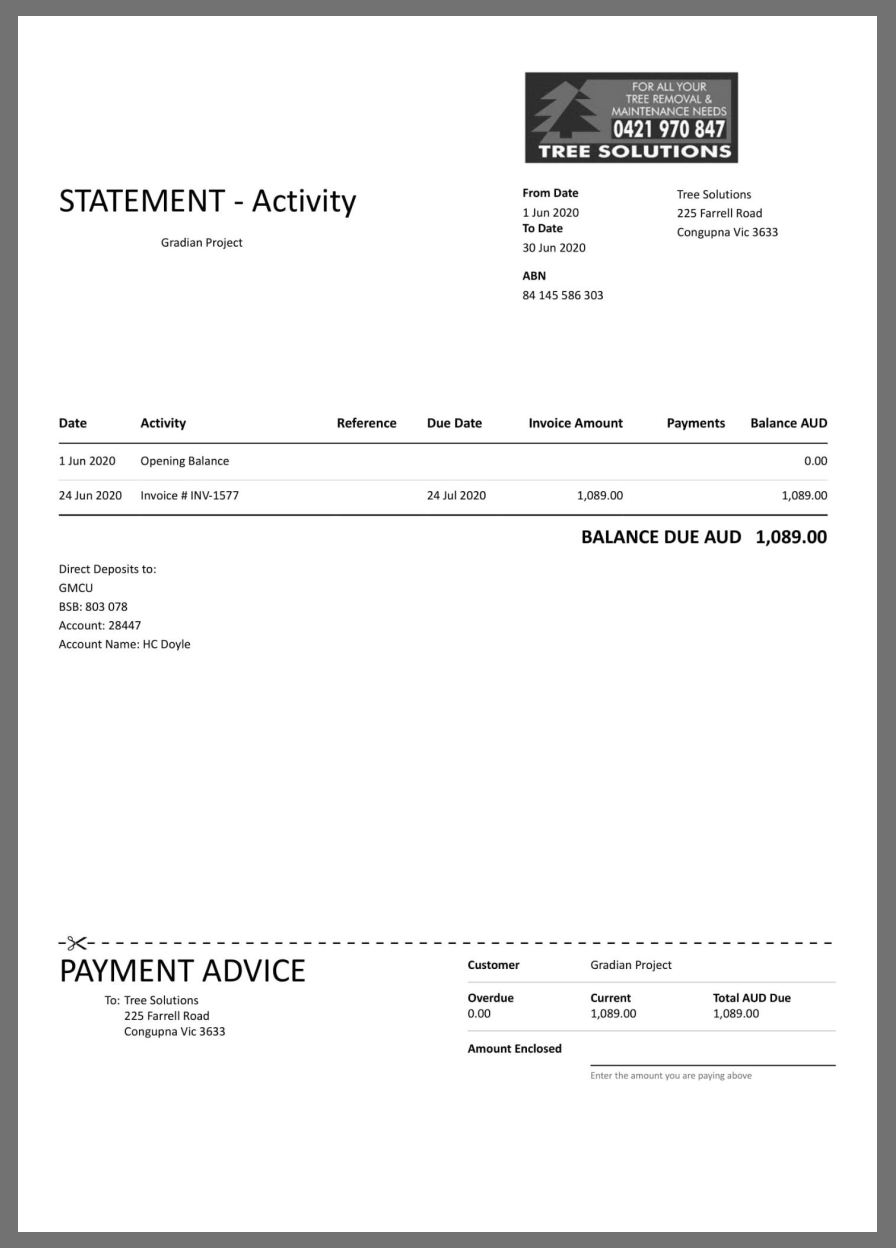 FOR ALL YOUR
TREE REMOVAL &
MAINTENANCE NEEDS
0421 970 847
TREE SOLUTIONS
STATEMENT - Activity
Gradian Project
From Date
1 Jun 2020
To Date
30 Jun 2020
ABN
84 145 586 303
Tree Solutions
225 Farrell Road
Congupna Vic 3633
Date Activity Reference Due Date Invoice Amount Payments Balance AUD
1 Jun 2020 Opening Balance 0.00
24 Jun 2020 Invoice # INV-1577 24 Jul 2020 1,089.00 1,089.00
BALANCE DUE AUD 1,089.00
Direct Deposits to:
GMCU
BSB: 803 078
Account: 28447
Account Name: HC Doyle
PAYMENT ADVICE
To: Tree Solutions
225 Farrell Road
Congupna Vic 3633
Customer Gradian Project
Overdue Current Total AUD Due
0.00 1,089.00 1,089.00
Amount Enclosed
Enter the amount you are paying above